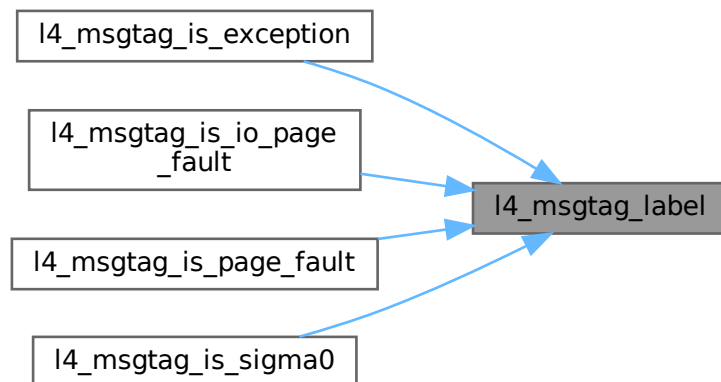 l4_msgtag_is_exception
l4_msgtag_is_io_page
_fault
l4_msgtag_label
l4_msgtag_is_page_fault
l4_msgtag_is_sigma0